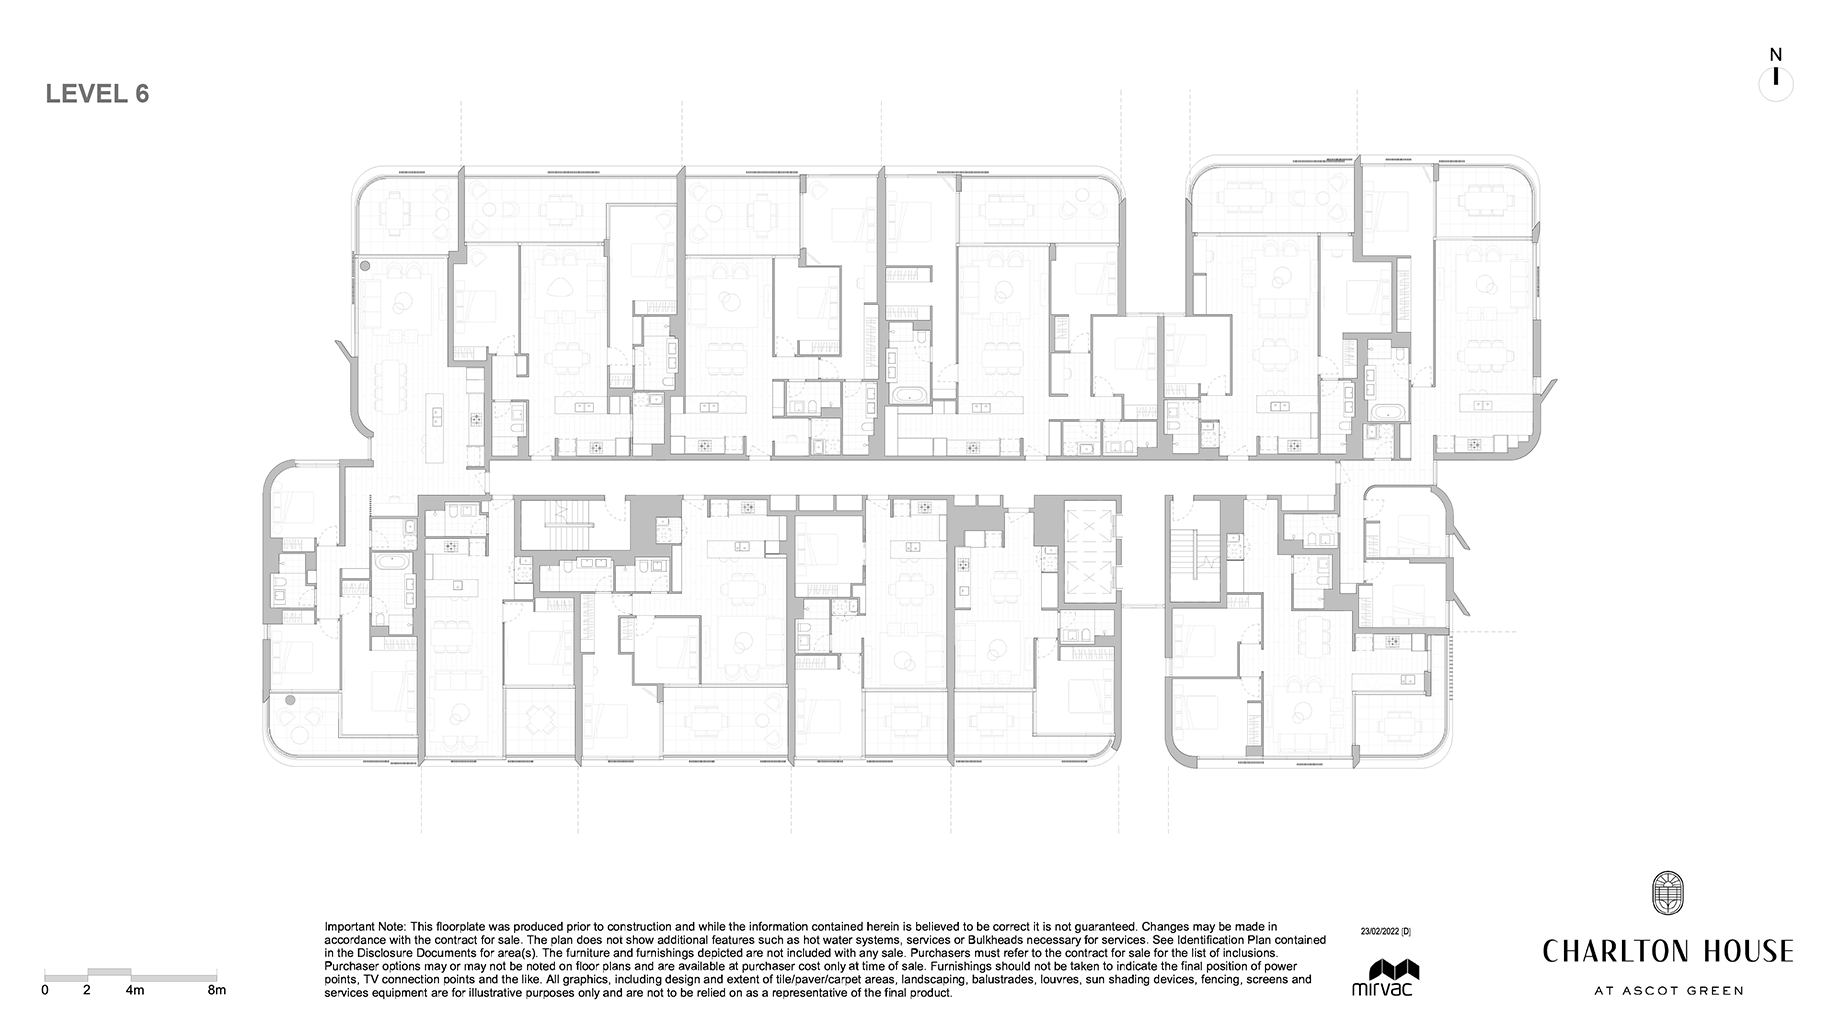 N
LEVEL 6
Important Note: This floorplate was produced prior to construction and while the information contained herein is believed to be correct it is not guaranteed. Changes may be made in
accordance with the contract for sale. The plan does not show additional features such as hot water systems, services or Bulkheads necessary for services. See Identification Plan contained
in the Disclosure Documents for area(s). The furniture and furnishings depicted are not included with any sale. Purchasers must refer to the contract for sale for the list of inclusions.
Purchaser options may or may not be noted on floor plans and are available at purchaser cost only at time of sale. Furnishings should not be taken to indicate the final position of power
points, TV connection points and the like. All graphics, including design and extent of tile/paver/carpet areas, landscaping, balustrades, louvres, sun shading devices, fencing, screens and
services equipment are for illustrative purposes only and are not to be relied on as a representative of the final product.
0 2 4m 8m
23/02/2022 [D]
mirvac
CHARLTON HOUSE
AT ASCOT GREEN